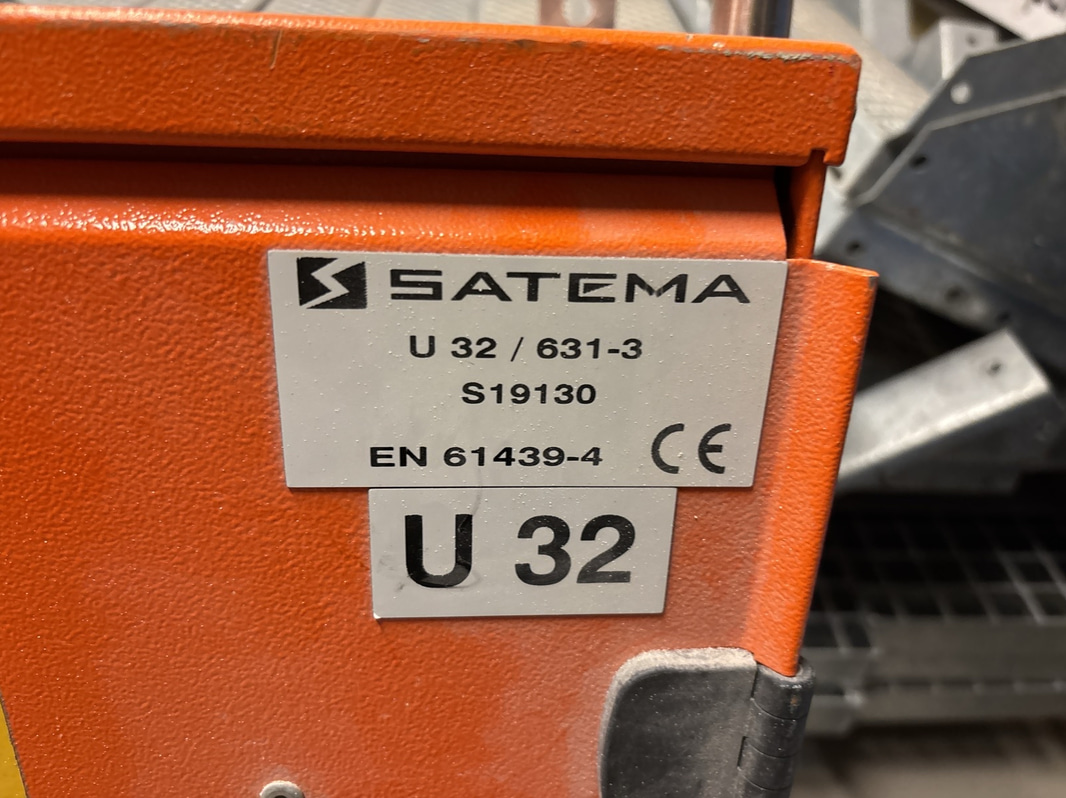 SATEMA
U 32 / 631-3
S19130
EN 61439-4 CE
U 32